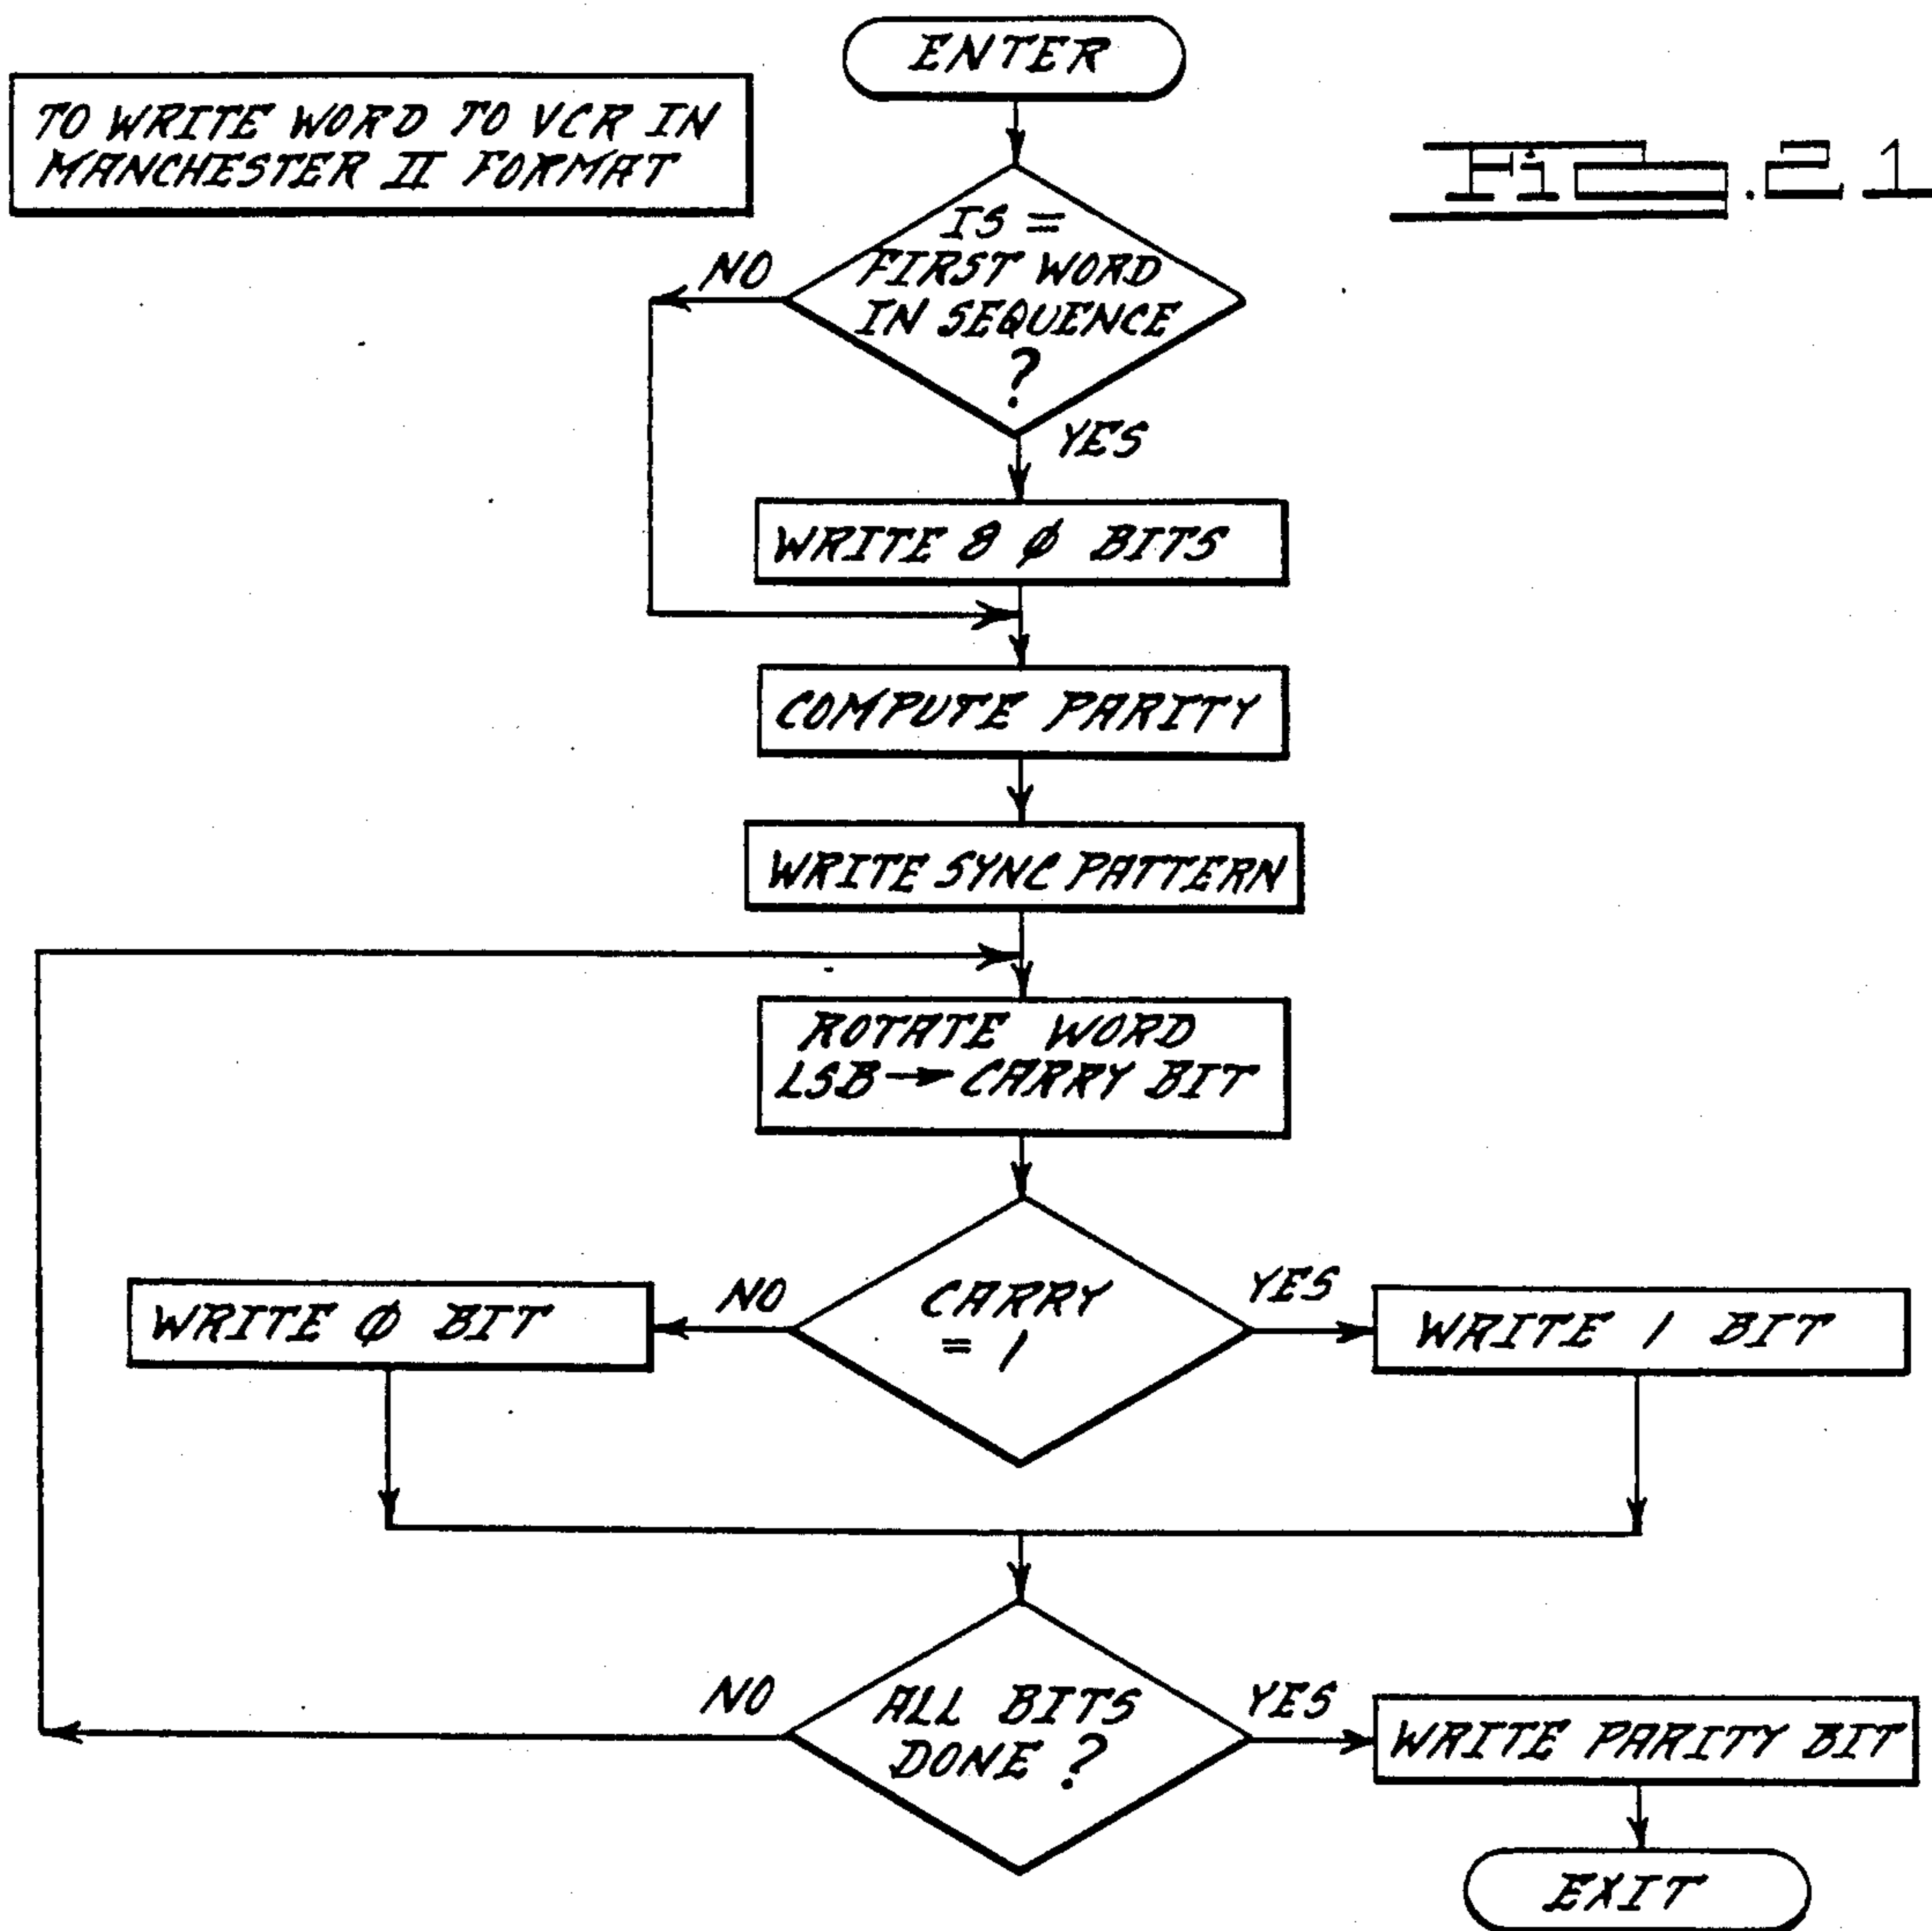 ENTER
TO WRITE WORD TO VCR IN
MANCHESTER II FORMAT
Fig. 21
IS =
FIRST WORD
IN SEQUENCE
?
NO
YES
WRITE 8 Ø BITS
COMPUTE PARITY
WRITE SYNC PATTERN
ROTATE WORD
LSB → CARRY BIT
CARRY
= 1
NO
YES
WRITE Ø BIT
WRITE 1 BIT
ALL BITS
DONE ?
NO
YES
WRITE PARITY BIT
EXIT